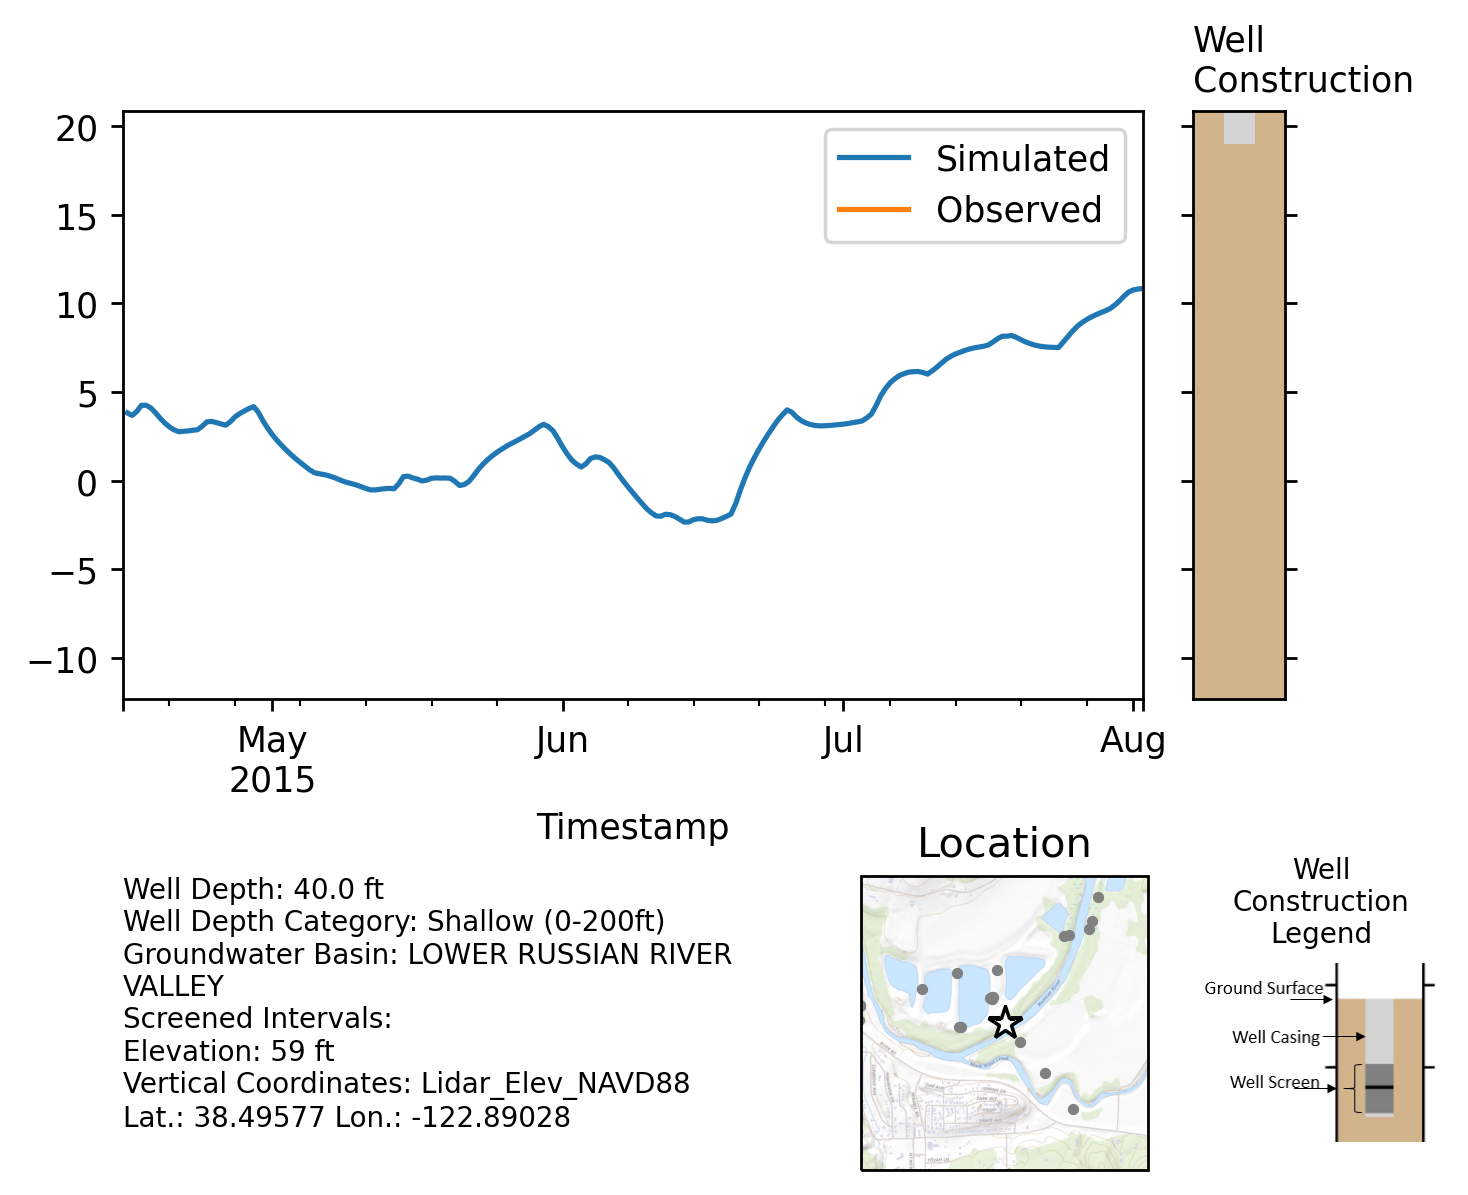 Well
Construction
20
15
10
5
0
−5
−10
Simulated
Observed
May
2015
Jun
Jul
Aug
Timestamp
Well Depth: 40.0 ft
Well Depth Category: Shallow (0-200ft)
Groundwater Basin: LOWER RUSSIAN RIVER
VALLEY
Screened Intervals:
Elevation: 59 ft
Vertical Coordinates: Lidar_Elev_NAVD88
Lat.: 38.49577 Lon.: -122.89028
Location
Well
Construction
Legend
Ground Surface
Well Casing
Well Screen